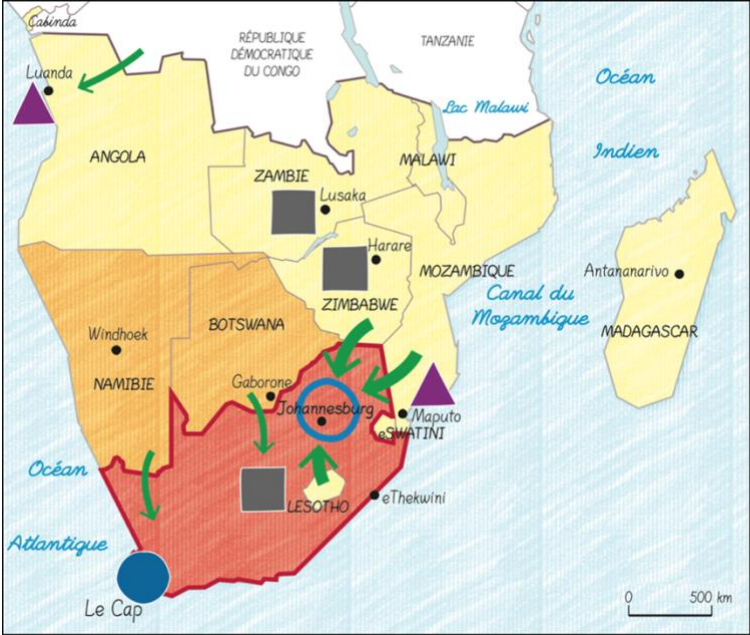 Cabinda
RÉPUBLIQUE
DÉMOCRATIQUE
DU CONGO
TANZANIE
Luanda
Océan
Lac Malawi
ANGOLA
Indien
MALAWI
ZAMBIE
Lusaka
Harare
MOZAMBIQUE
Antananarivo
Canal du
Mozambique
ZIMBABWE
BOTSWANA
MADAGASCAR
Windhoek
NAMIBIE
Gaborone
Johannesburg
Maputo
eSWATINI
Océan
eThekwini
LESOTHO
Atlantique
Le Cap
0 500 km